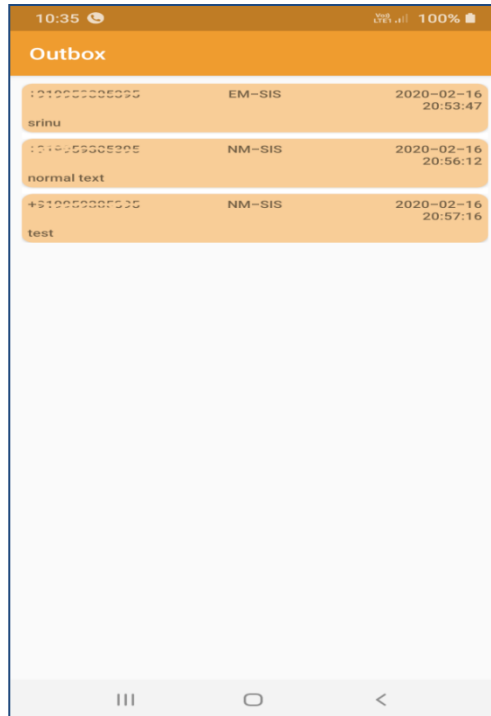 10:35 100%
Outbox
EM-SIS 2020-02-16
20:53:47
srinu
NM-SIS 2020-02-16
20:56:12
normal text
NM-SIS 2020-02-16
20:57:16
test